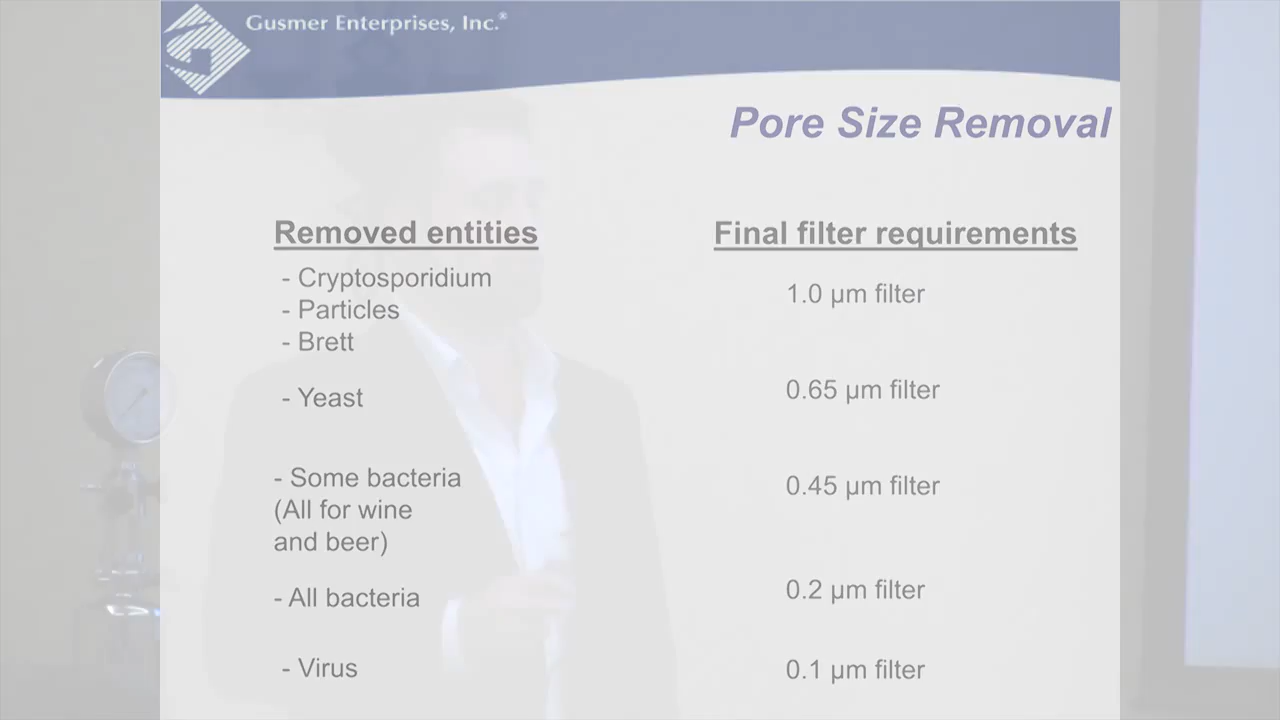 Gusmer Enterprises, Inc.®
Pore Size Removal
Removed entities
Final filter requirements
- Cryptosporidium
- Particles
- Brett
1.0 µm filter
- Yeast
0.65 µm filter
- Some bacteria
(All for wine
and beer)
0.45 µm filter
- All bacteria
0.2 µm filter
- Virus
0.1 µm filter